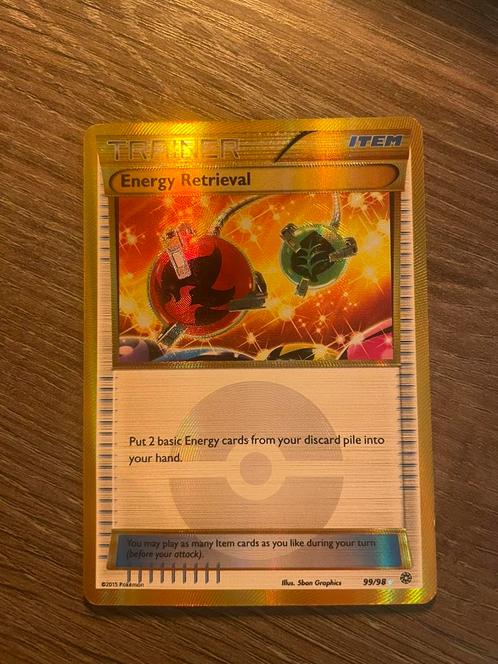 TRAINER
ITEM
Energy Retrieval
Put 2 basic Energy cards from your discard pile into
your hand.
You may play as many Item cards as you like during your turn
(before your attack).
©2015 Pokémon
Illus. 5ban Graphics
99/98